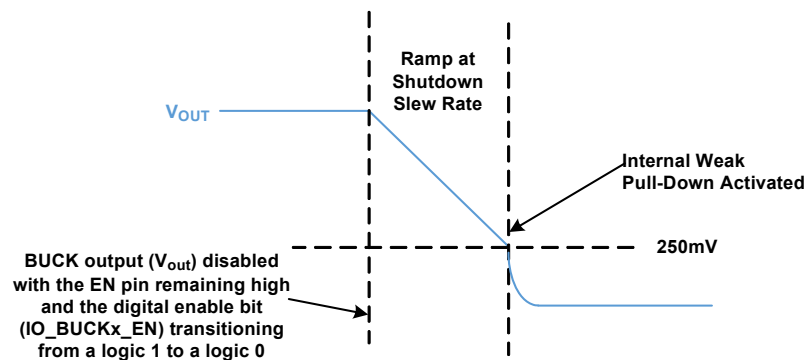 Ramp at
Shutdown
Slew Rate
VOUT
Internal Weak
Pull-Down Activated
250mV
BUCK output (Vout) disabled
with the EN pin remaining high
and the digital enable bit
(IO_BUCKx_EN) transitioning
from a logic 1 to a logic 0